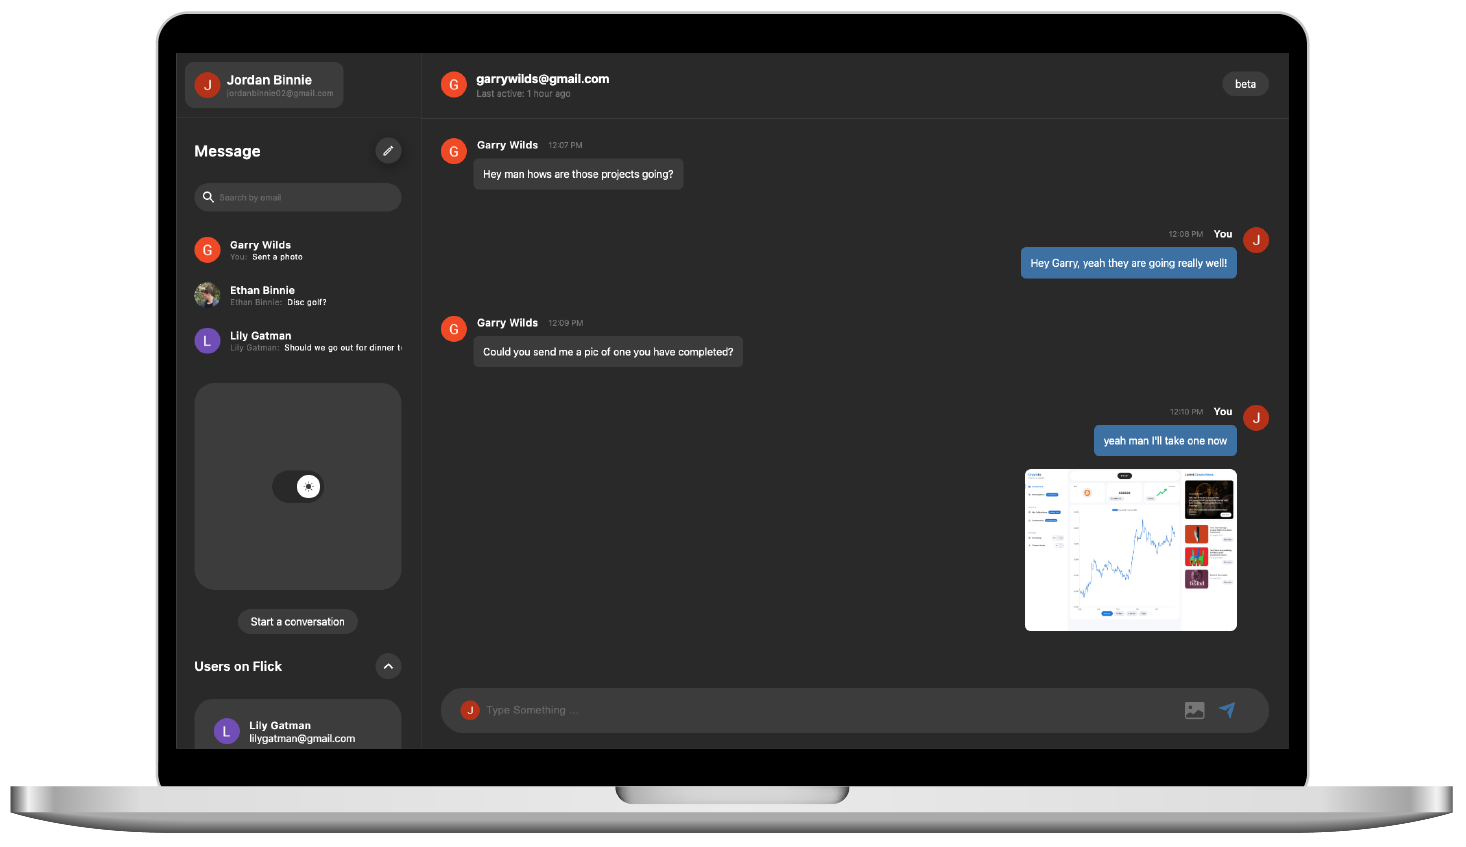 J
Jordan Binnie
jordanbinnie02@gmail.com
Message
Search by email
G
Garry Wilds
You: Sent a photo
Ethan Binnie
Ethan Binnie: Disc golf?
L
Lily Gatman
Lily Gatman: Should we go out for dinner t
Start a conversation
Users on Flick
L
Lily Gatman
lilygatman@gmail.com
G
garrywilds@gmail.com
Last active: 1 hour ago
beta
G
Garry Wilds 12:07 PM
Hey man hows are those projects going?
12:08 PM You
J
Hey Garry, yeah they are going really well!
G
Garry Wilds 12:09 PM
Could you send me a pic of one you have completed?
12:10 PM You
J
yeah man I'll take one now
J
Type Something ...